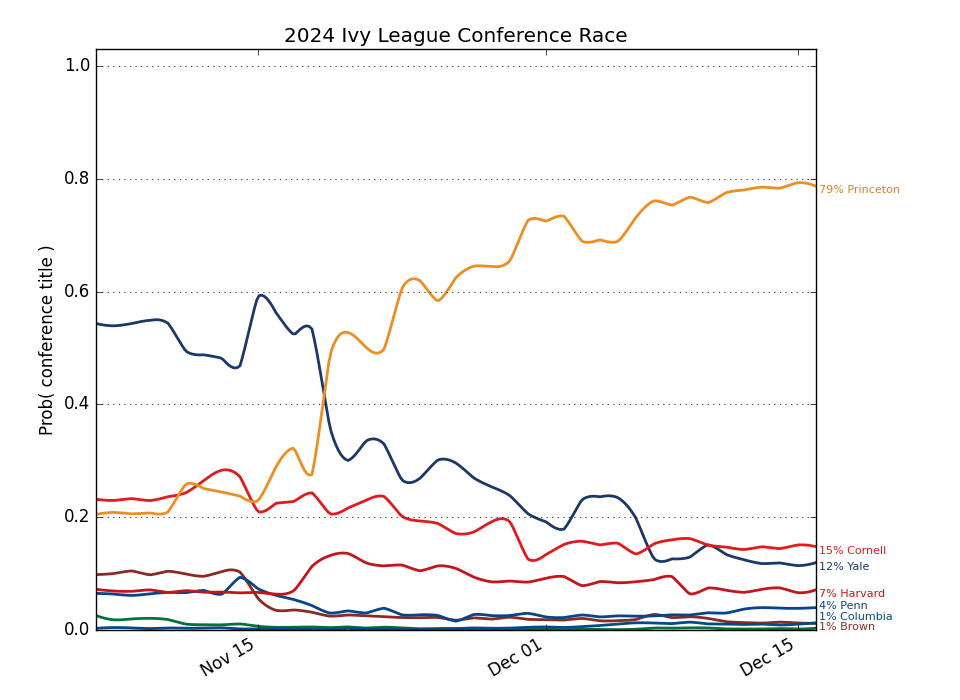 2024 Ivy League Conference Race
1.0
0.8
0.6
0.4
0.2
0.0
Prob( conference title )
79% Princeton
15% Cornell
12% Yale
7% Harvard
4% Penn
1% Columbia
1% Brown
Nov 15
Dec 01
Dec 15